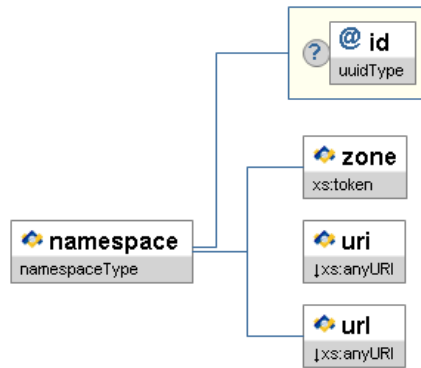 ? @ id
uuidType
zone
xs:token
namespace
namespaceType
uri
↓xs:anyURI
url
↓xs:anyURI